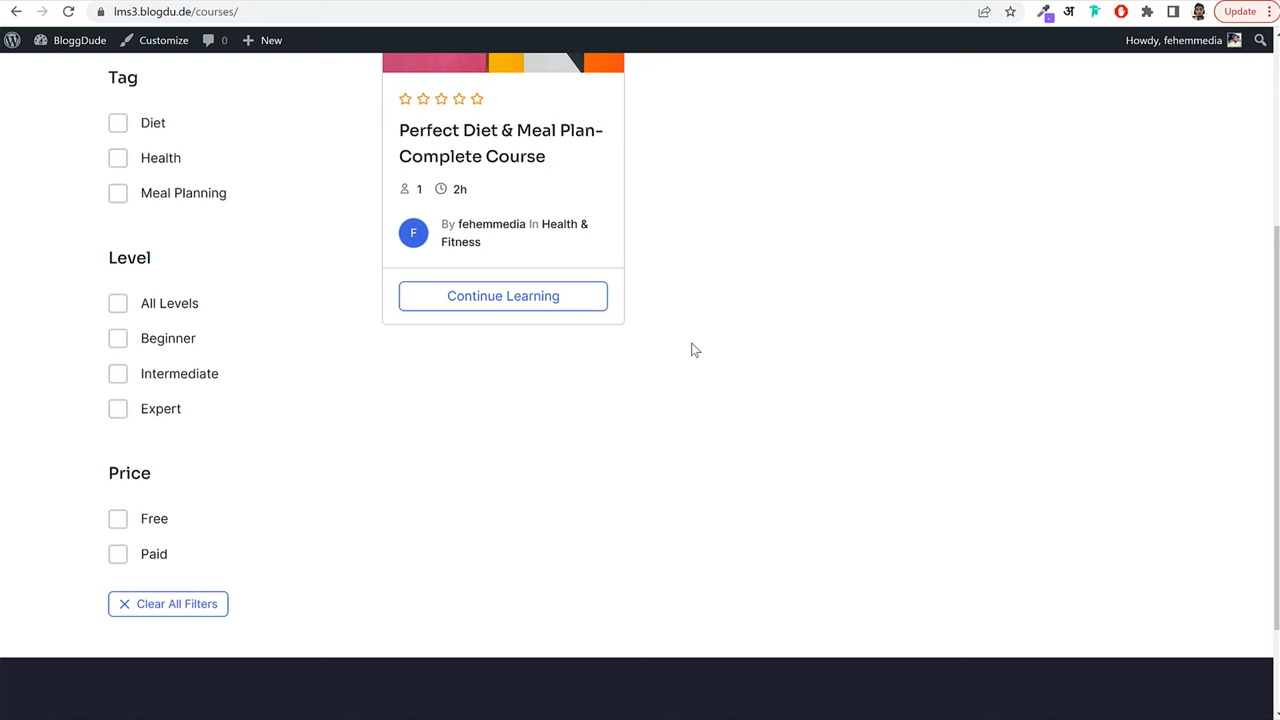 lms3.blogdu.de/courses/
Update
BloggDude
Customize
0
New
Howdy, fehemmedia
Tag
Diet
Health
Meal Planning
Level
All Levels
Beginner
Intermediate
Expert
Price
Free
Paid
Clear All Filters
Perfect Diet & Meal Plan-
Complete Course
1 2h
F
By fehemmedia In Health &
Fitness
Continue Learning